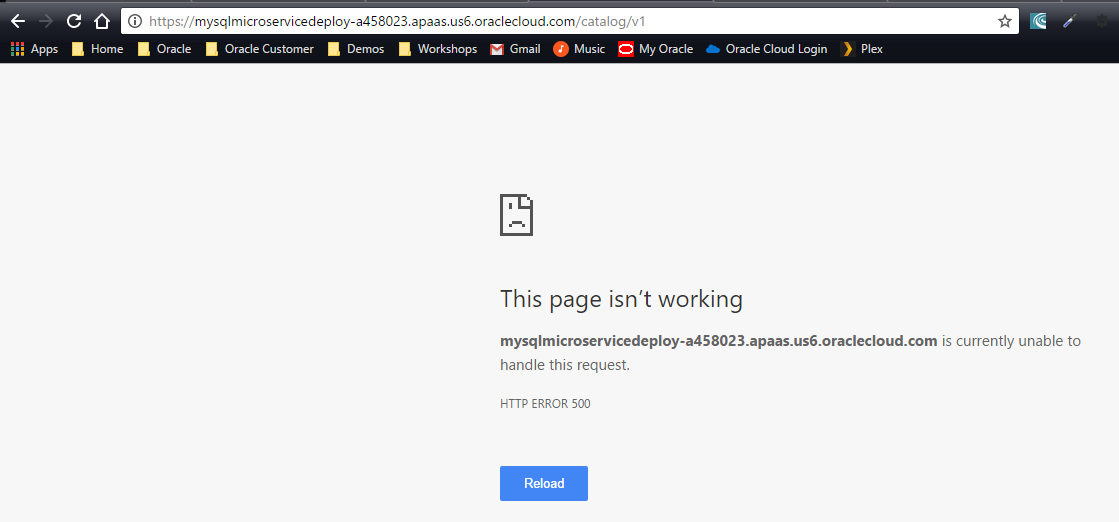 https://mysqlmicroservicedeploy-a458023.apaas.us6.oraclecloud.com/catalog/v1
Apps Home Oracle Oracle Customer Demos Workshops Gmail Music My Oracle Oracle Cloud Login Plex
This page isn’t working
mysqlmicroservicedeploy-a458023.apaas.us6.oraclecloud.com is currently unable to
handle this request.
HTTP ERROR 500
Reload